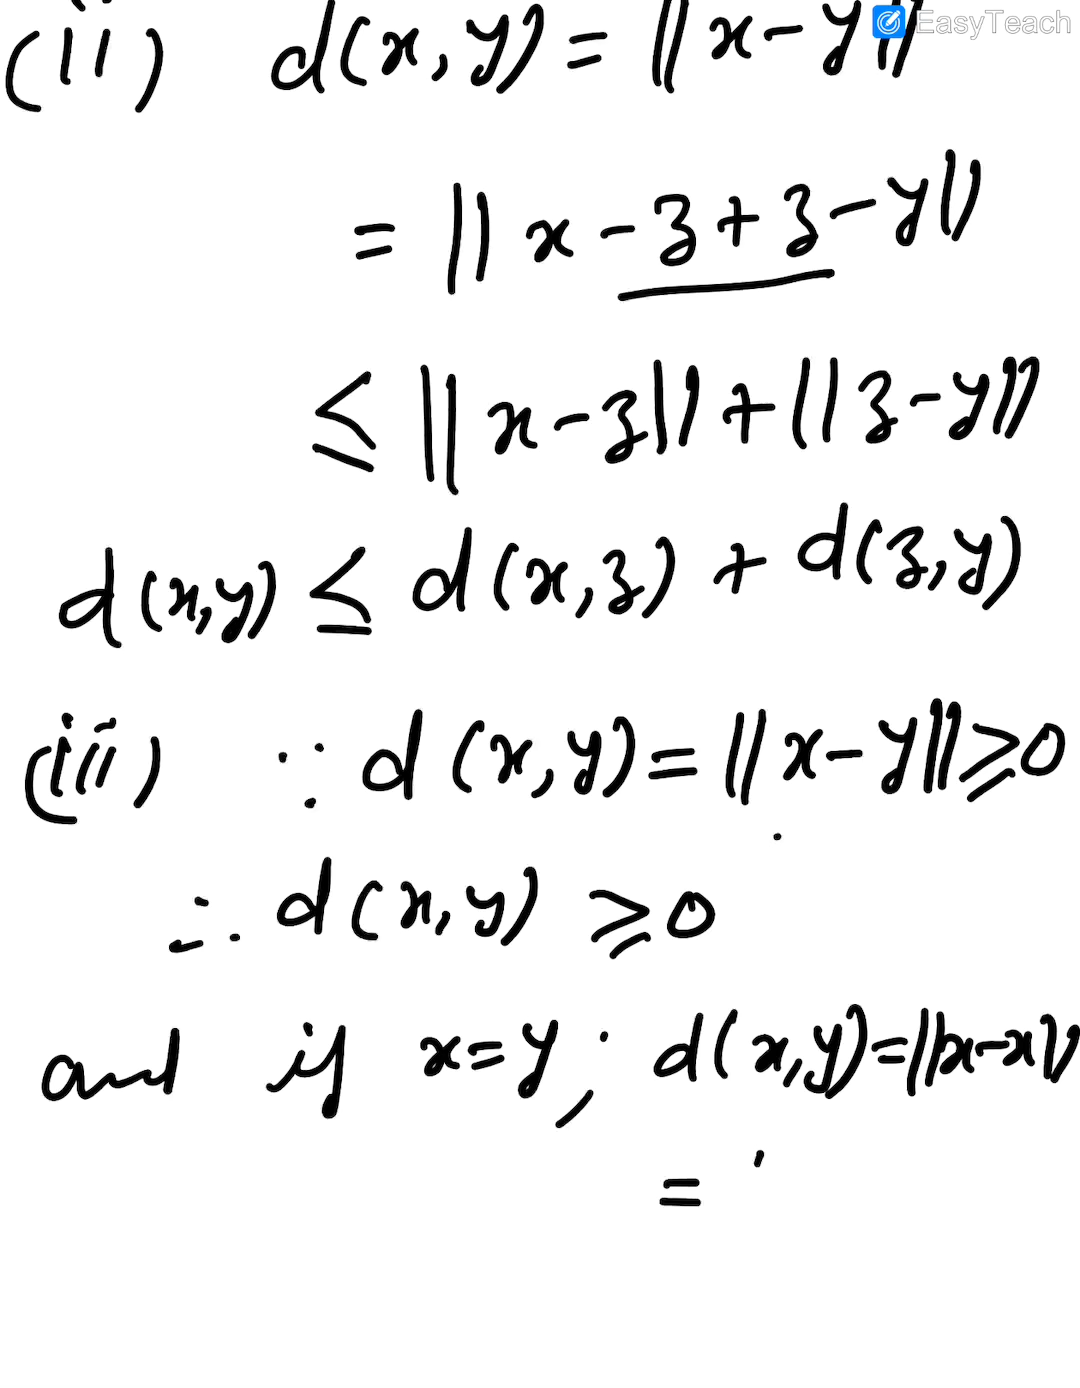 EasyTeach
(ii) d(x, y) = ||x-y||
= ||x-z+z-y||
≤ ||x-z||+||z-y||
d(x,y) ≤ d(x,z) + d(z,y)
(iii) ∵ d(x,y)=||x-y||≥0
∴ d(x,y) ≥0
and if x=y; d(x,y)=||x-x||
= '